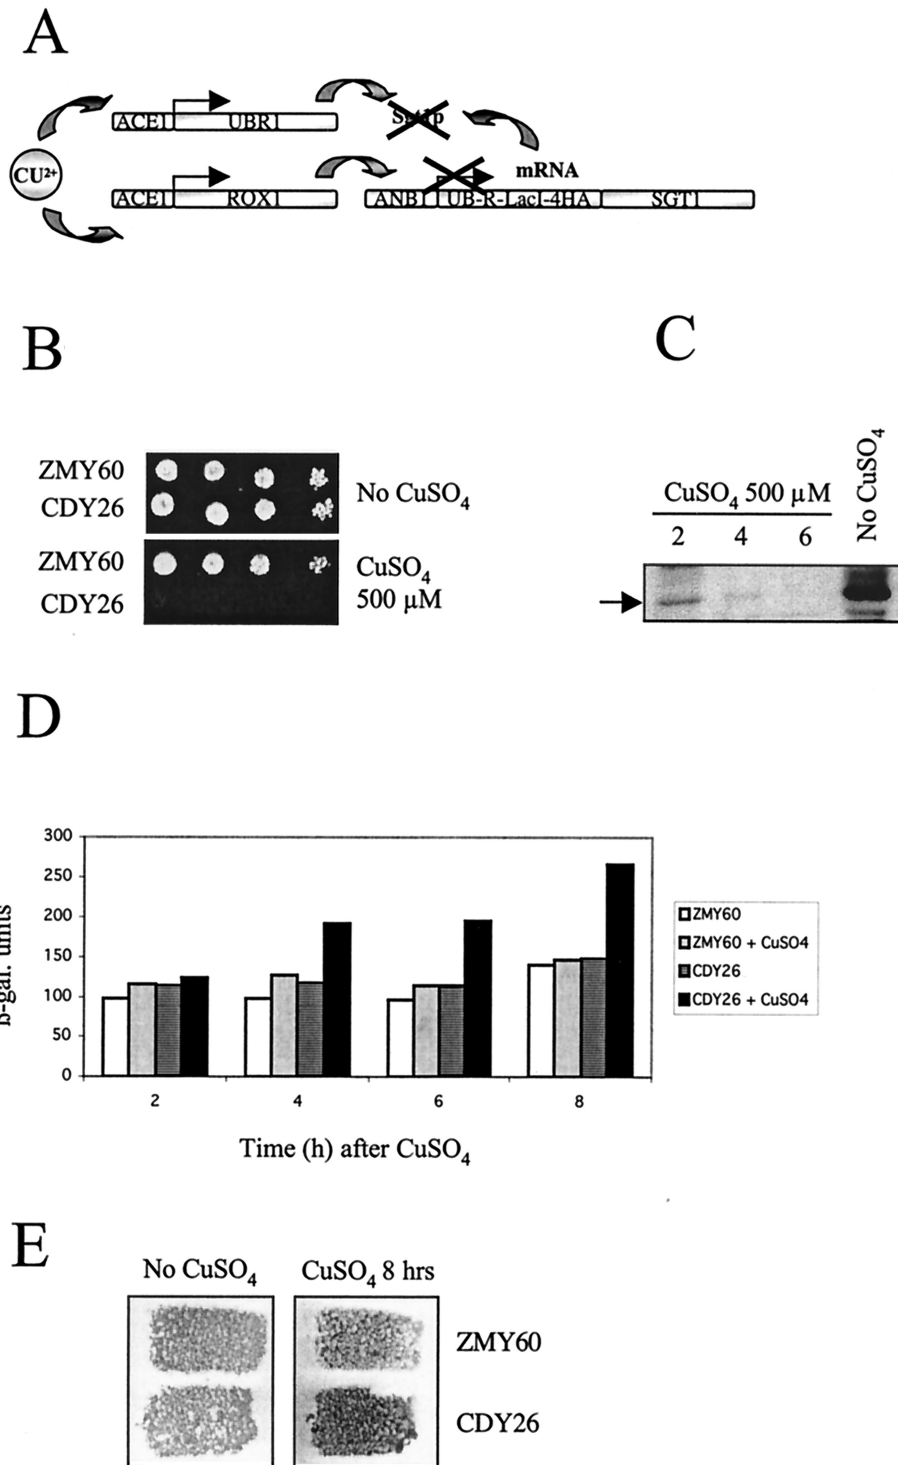 A
ACE1 UBR1
CU²⁺
mRNA
ACE1 ROX1 ANB1 UB-R-LacI-4HA SGT1
B
C
ZMY60
CDY26
No CuSO₄
ZMY60
CDY26
CuSO₄
500 µM
CuSO₄ 500 µM
2 4 6
No CuSO₄
D
300
250
200
150
100
50
0
units
2 4 6 8
Time (h) after CuSO₄
ZMY60
ZMY60 + CuSO4
CDY26
CDY26 + CuSO4
E
No CuSO₄
CuSO₄ 8 hrs
ZMY60
CDY26